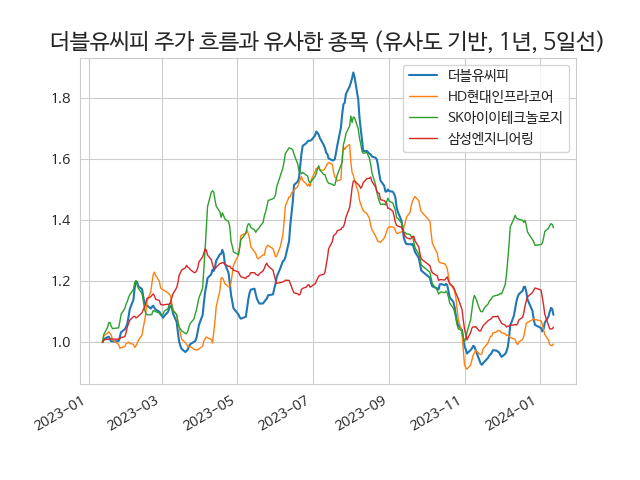 더블유씨피 주가 흐름과 유사한 종목 (유사도 기반, 1년, 5일선)
더블유씨피
HD현대인프라코어
SK아이이테크놀로지
삼성엔지니어링
1.8
1.6
1.4
1.2
1.0
2023-01
2023-03
2023-05
2023-07
2023-09
2023-11
2024-01